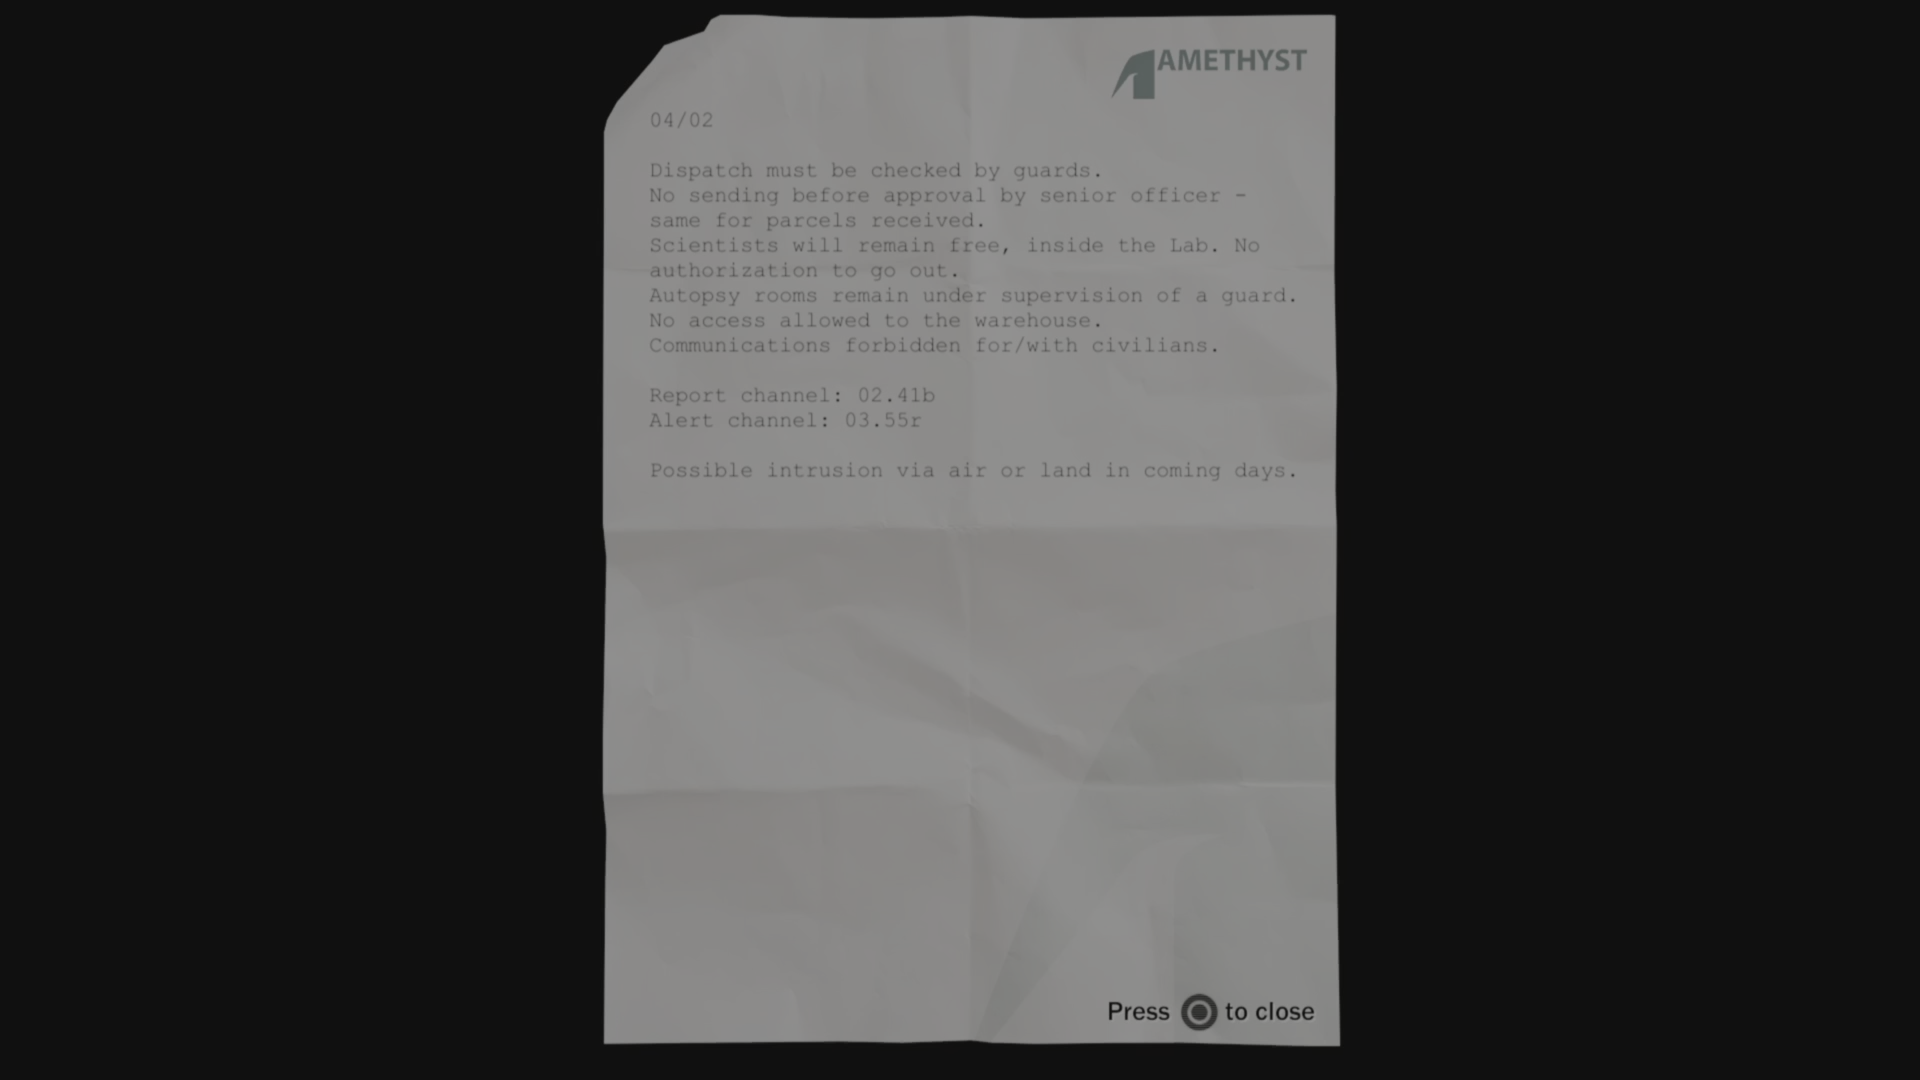 AMETHYST
04/02
Dispatch must be checked by guards.
No sending before approval by senior officer -
same for parcels received.
Scientists will remain free, inside the Lab. No
authorization to go out.
Autopsy rooms remain under supervision of a guard.
No access allowed to the warehouse.
Communications forbidden for/with civilians.
Report channel: 02.41b
Alert channel: 03.55r
Possible intrusion via air or land in coming days.
Press to close